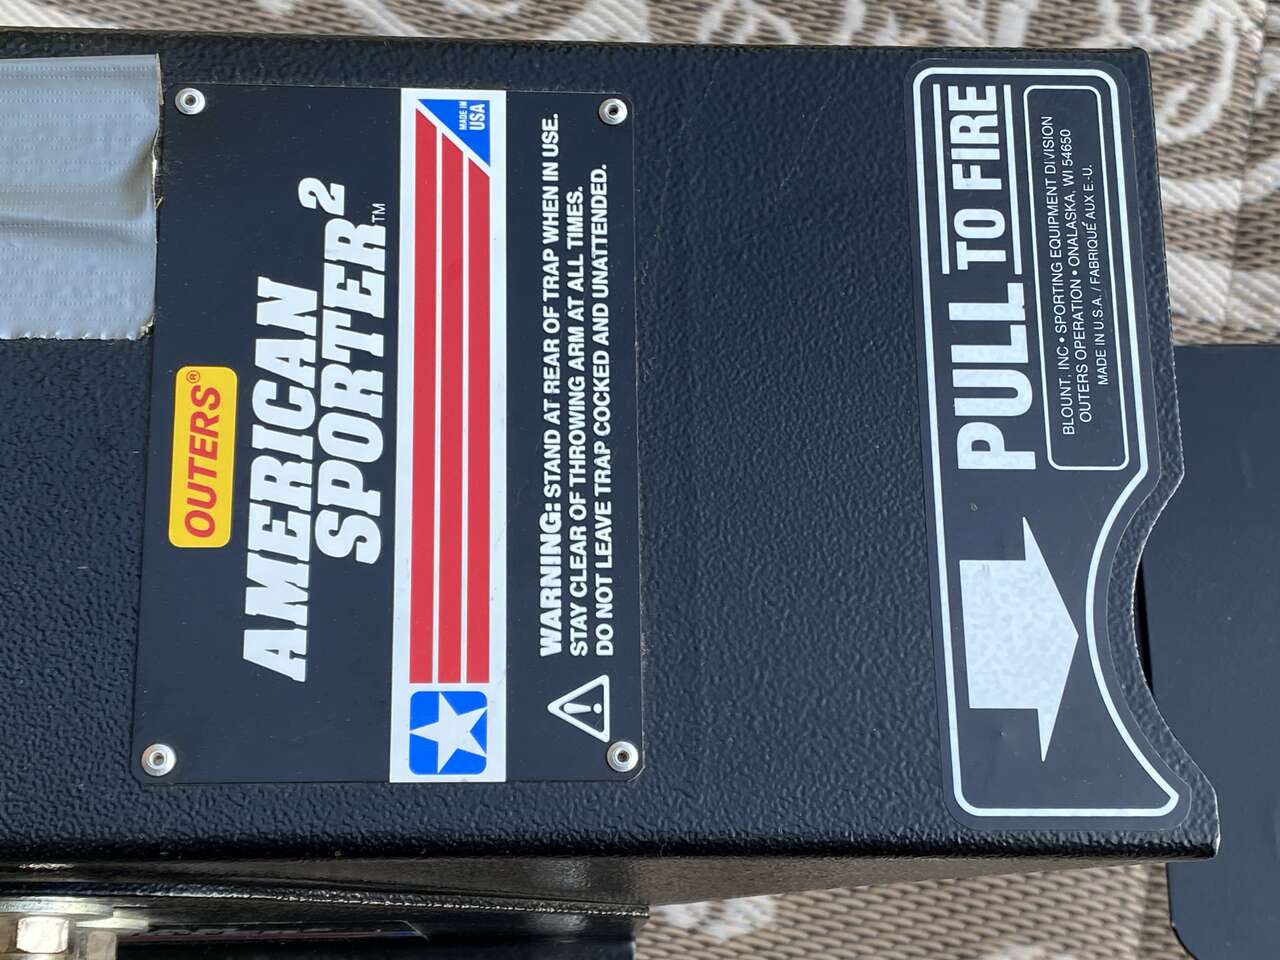 OUTERS®
AMERICAN
SPORTER²™
MADE IN
USA
WARNING: STAND AT REAR OF TRAP WHEN IN USE.
STAY CLEAR OF THROWING ARM AT ALL TIMES.
DO NOT LEAVE TRAP COCKED AND UNATTENDED.
PULL TO FIRE
BLOUNT, INC • SPORTING EQUIPMENT DIVISION
OUTERS OPERATION • ONALASKA, WI 54650
MADE IN U.S.A. / FABRIQUÉ AUX E.-U.